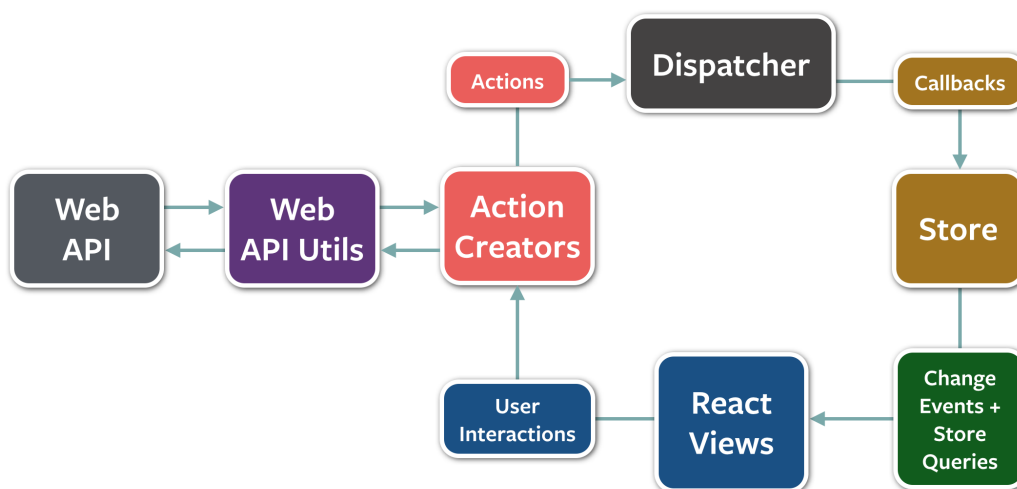 Dispatcher
Actions
Callbacks
Web
API
Web
API Utils
Action
Creators
Store
User
Interactions
React
Views
Change
Events +
Store
Queries